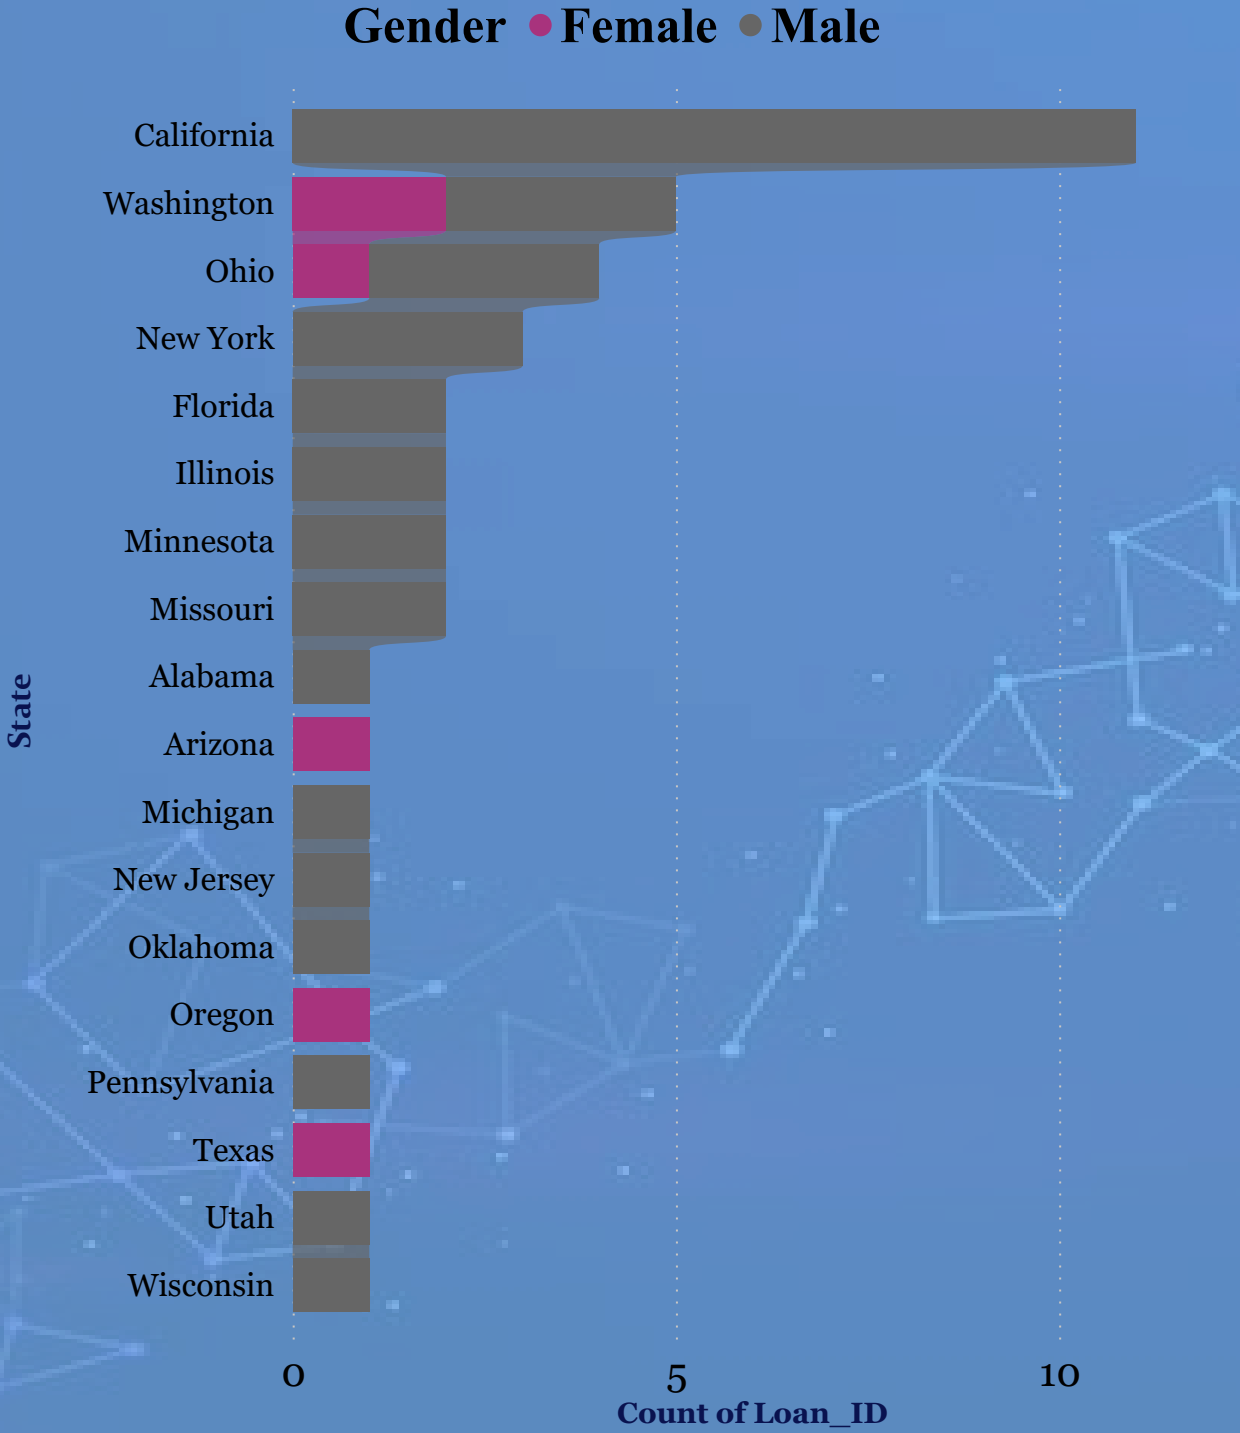 Gender Female Male
California
Washington
Ohio
New York
Florida
Illinois
Minnesota
Missouri
Alabama
Arizona
Michigan
New Jersey
Oklahoma
Oregon
Pennsylvania
Texas
Utah
Wisconsin
State
0 5 10
Count of Loan_ID